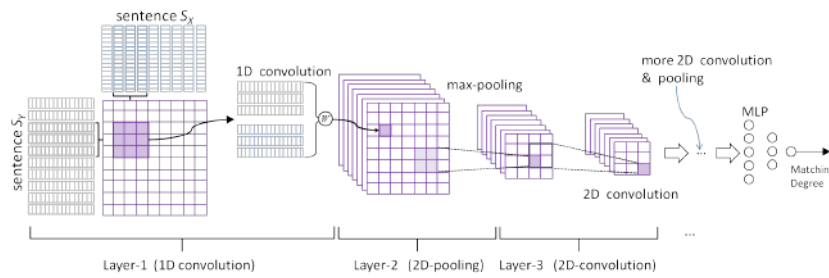 sentence S_X
1D convolution
more 2D convolution
& pooling
max-pooling
MLP
sentence S_Y
Matchin
Degree
2D convolution
...
...
Layer-1 (1D convolution)
Layer-2 (2D-pooling)
Layer-3 (2D-convolution)